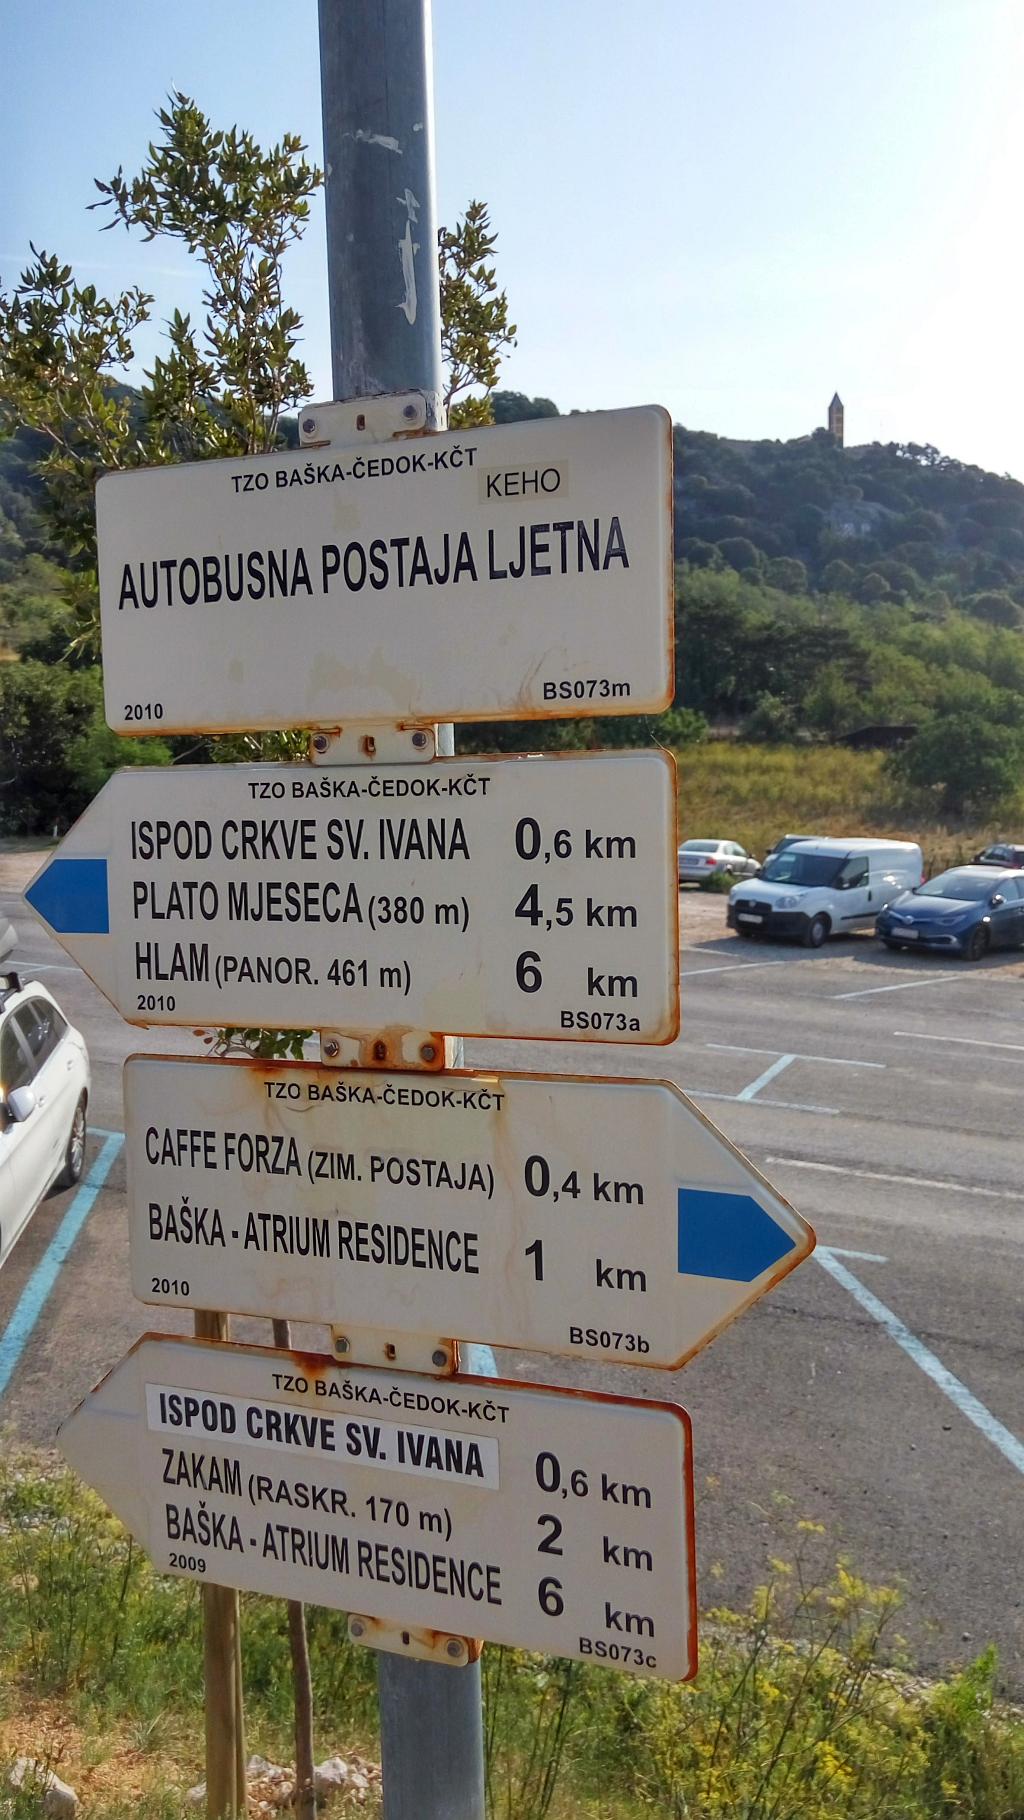 TZO BAŠKA-ČEDOK-KČT
KEHO
AUTOBUSNA POSTAJA LJETNA
2010 BS073m
TZO BAŠKA-ČEDOK-KČT
ISPOD CRKVE SV. IVANA 0,6 km
PLATO MJESECA (380 m) 4,5 km
HLAM (PANOR. 461 m) 6 km
2010 BS073a
TZO BAŠKA-ČEDOK-KČT
CAFFE FORZA (ZIM. POSTAJA) 0,4 km
BAŠKA - ATRIUM RESIDENCE 1 km
2010 BS073b
TZO BAŠKA-ČEDOK-KČT
ISPOD CRKVE SV. IVANA 0,6 km
ZAKAM (RASKR. 170 m) 2 km
BAŠKA - ATRIUM RESIDENCE 6 km
2009 BS073c